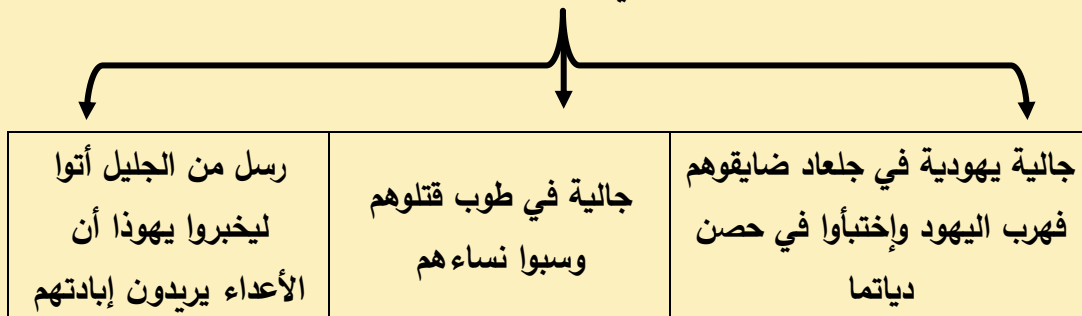 جالية يهودية في جلعاد ضايقوهم
فهرب اليهود وإختبأوا في حصن
دياتما
جالية في طوب قتلوهم
وسبوا نساءهم
رسل من الجليل أتوا
ليخبروا يهوذا أن
الأعداء يريدون إبادتهم